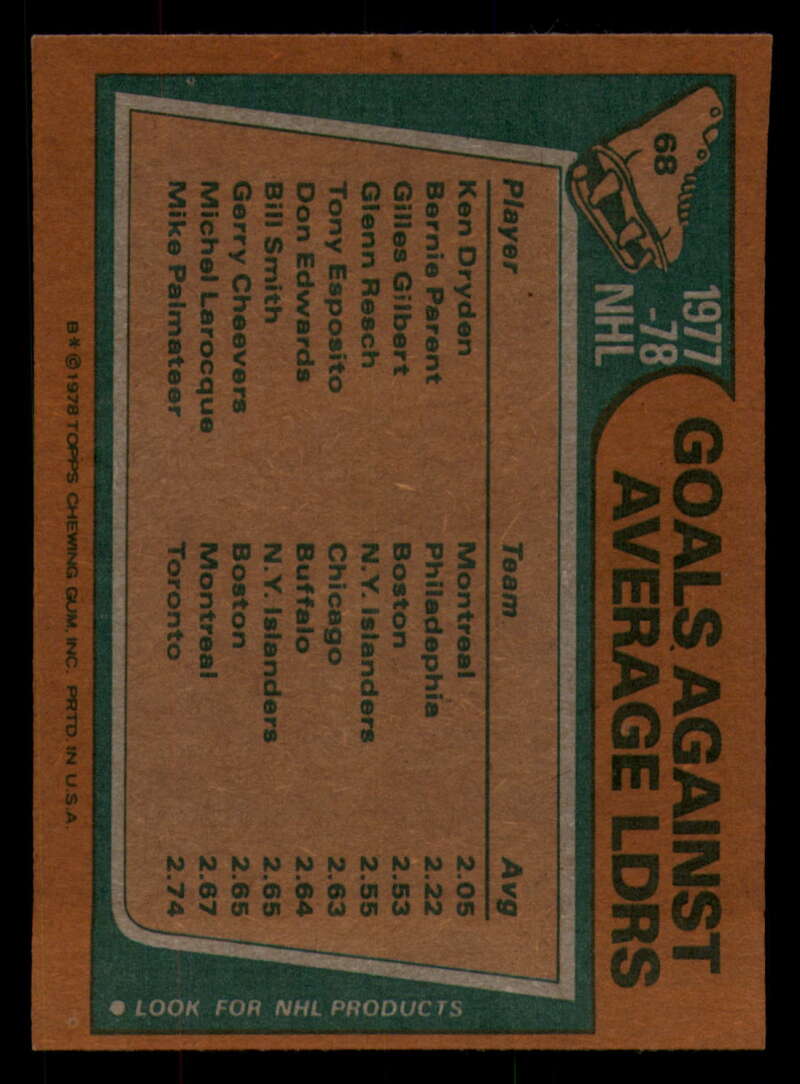 68
1977
-78
NHL
GOALS AGAINST
AVERAGE LDRS
Player Team Avg
Ken Dryden Montreal 2.05
Bernie Parent Philadephia 2.22
Gilles Gilbert Boston 2.53
Glenn Resch N.Y. Islanders 2.55
Tony Esposito Chicago 2.63
Don Edwards Buffalo 2.64
Bill Smith N.Y. Islanders 2.65
Gerry Cheevers Boston 2.65
Michel Larocque Montreal 2.67
Mike Palmateer Toronto 2.74
● LOOK FOR NHL PRODUCTS
B*©1978 TOPPS CHEWING GUM, INC. PRTD. IN U.S.A.